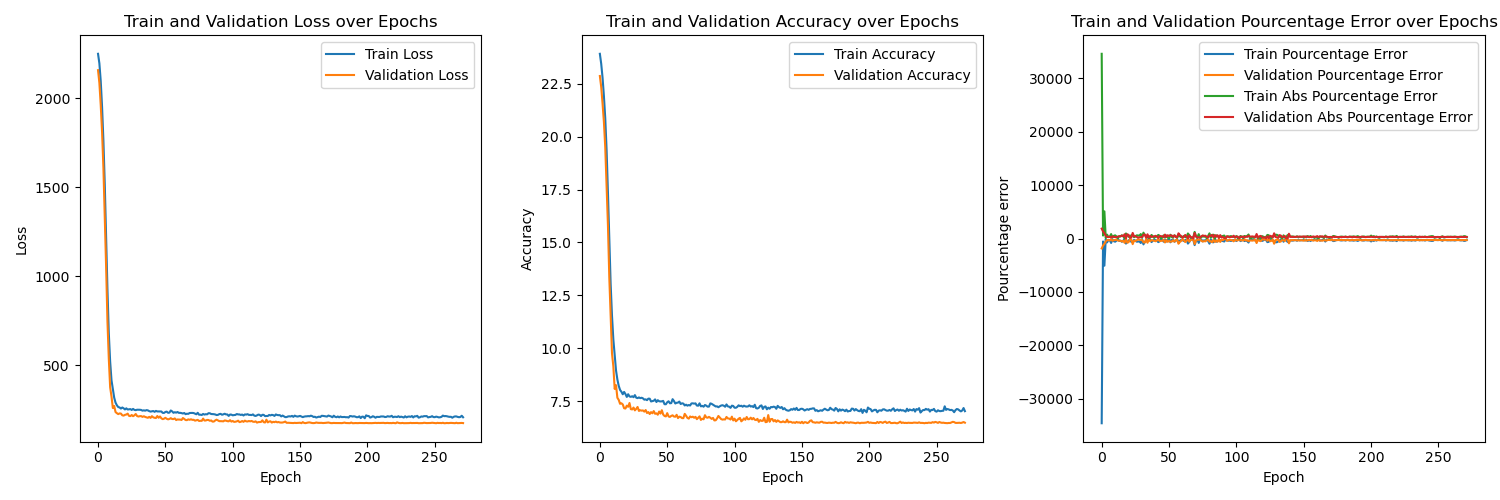 Train and Validation Loss over Epochs
Train Loss
Validation Loss
2000
1500
1000
500
Loss
0
50
100
150
200
250
Epoch
Train and Validation Accuracy over Epochs
Train Accuracy
Validation Accuracy
22.5
20.0
17.5
15.0
12.5
10.0
7.5
Accuracy
0
50
100
150
200
250
Epoch
Train and Validation Pourcentage Error over Epochs
Train Pourcentage Error
Validation Pourcentage Error
Train Abs Pourcentage Error
Validation Abs Pourcentage Error
30000
20000
10000
0
−10000
−20000
−30000
Pourcentage error
0
50
100
150
200
250
Epoch